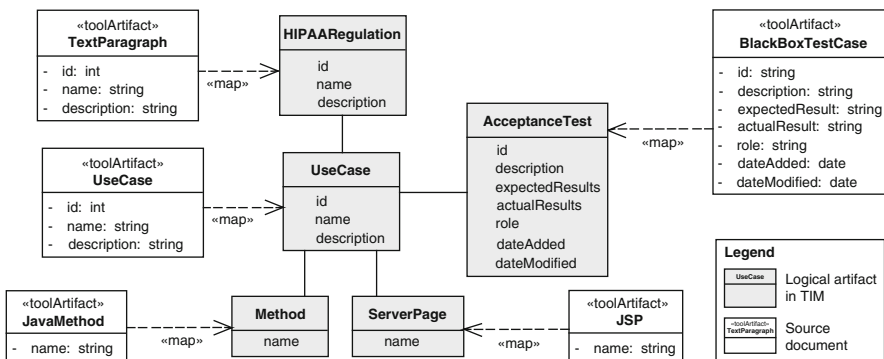 «toolArtifact»
TextParagraph
- id: int
- name: string
- description: string
«map»
HIPAARegulation
id
name
description
«toolArtifact»
BlackBoxTestCase
- id: string
- description: string
- expectedResult: string
- actualResult: string
- role: string
- dateAdded: date
- dateModified: date
«map»
AcceptanceTest
id
description
expectedResults
actualResults
role
dateAdded
dateModified
«toolArtifact»
UseCase
- id: int
- name: string
- description: string
«map»
UseCase
id
name
description
«toolArtifact»
JavaMethod
- name: string
«map»
Method
name
ServerPage
name
«map»
«toolArtifact»
JSP
- name: string
Legend
UseCase
Logical artifact
in TIM
«toolArtifact»
TextParagraph
Source
document